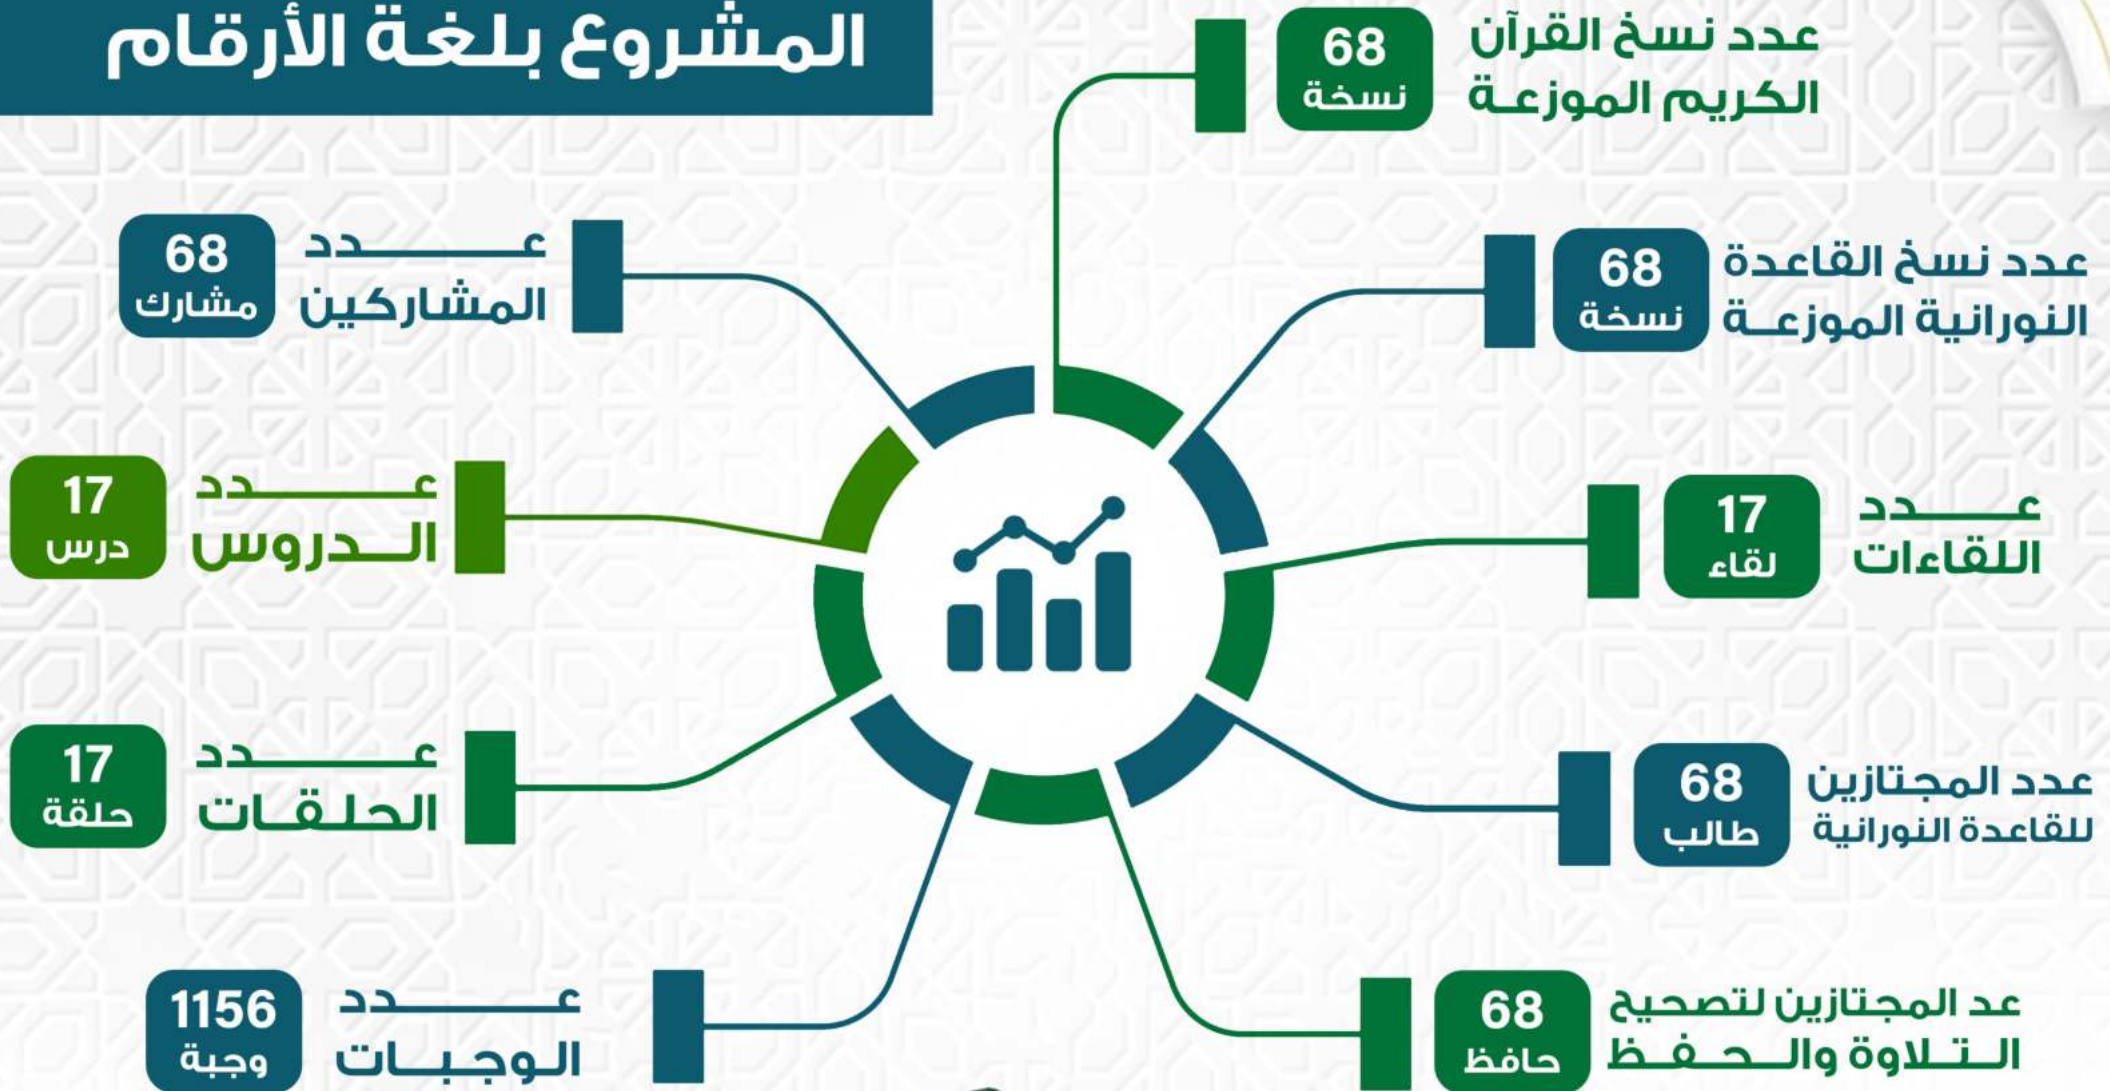 المشروع بلغة الأرقام
عدد نسخ القرآن
الكريم الموزعة
68
نسخة
عدد نسخ القاعدة
النورانية الموزعة
68
نسخة
عدد
اللقاءات
17
لقاء
عدد المجتازين
للقاعدة النورانية
68
طالب
عد المجتازين لتصحيح
التلاوة والحفظ
68
حافظ
عدد
المشاركين
68
مشارك
عدد
الدروس
17
درس
عدد
الحلقات
17
حلقة
عدد
الوجبات
1156
وجبة